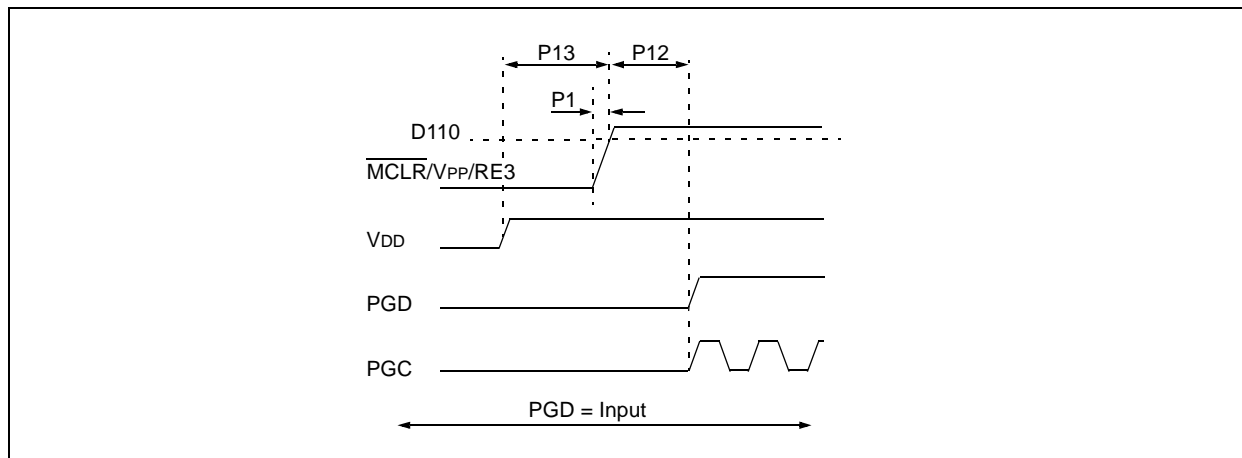 P13 P12
P1
D110
MCLR/VPP/RE3
VDD
PGD
PGC
PGD = Input